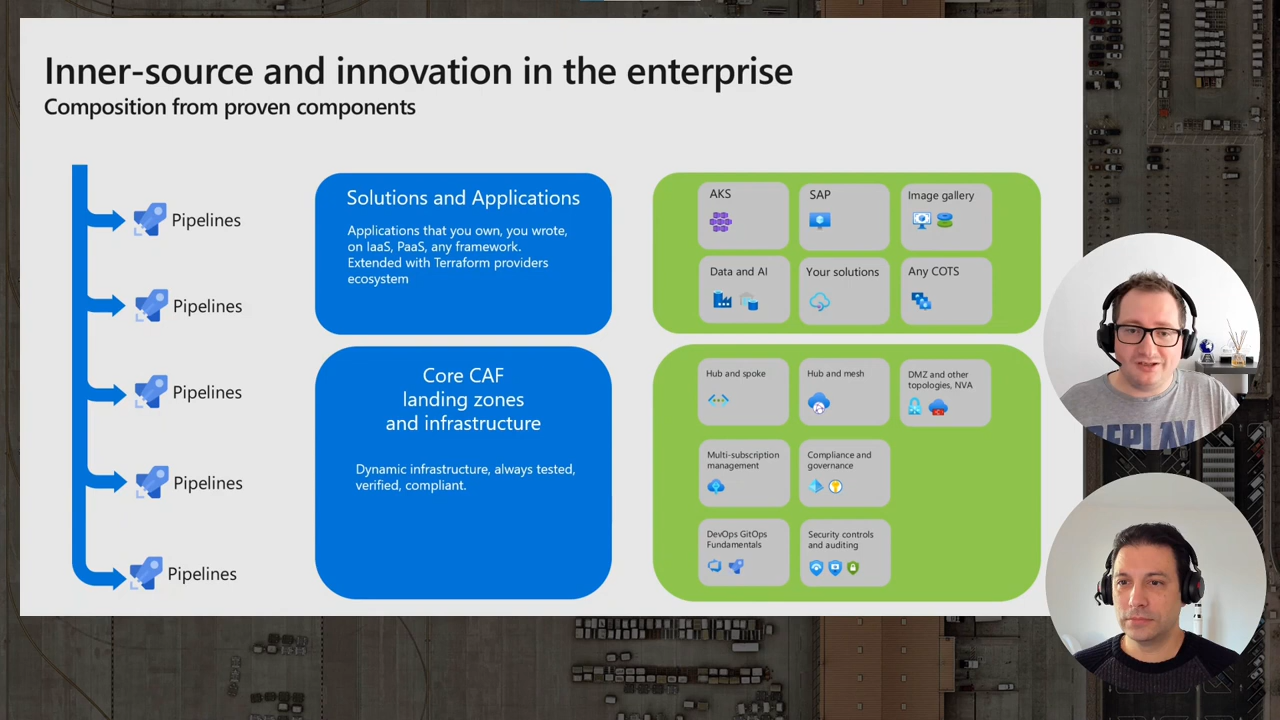 Inner-source and innovation in the enterprise
Composition from proven components
Pipelines
Pipelines
Pipelines
Pipelines
Pipelines
Solutions and Applications
Applications that you own, you wrote,
on IaaS, PaaS, any framework.
Extended with Terraform providers
ecosystem
Core CAF
landing zones
and infrastructure
Dynamic infrastructure, always tested,
verified, compliant.
AKS
SAP
Image gallery
Data and AI
Your solutions
Any COTS
Hub and spoke
Hub and mesh
DMZ and other
topologies, NVA
Multi-subscription
management
Compliance and
governance
DevOps GitOps
Fundamentals
Security controls
and auditing
REPLAY